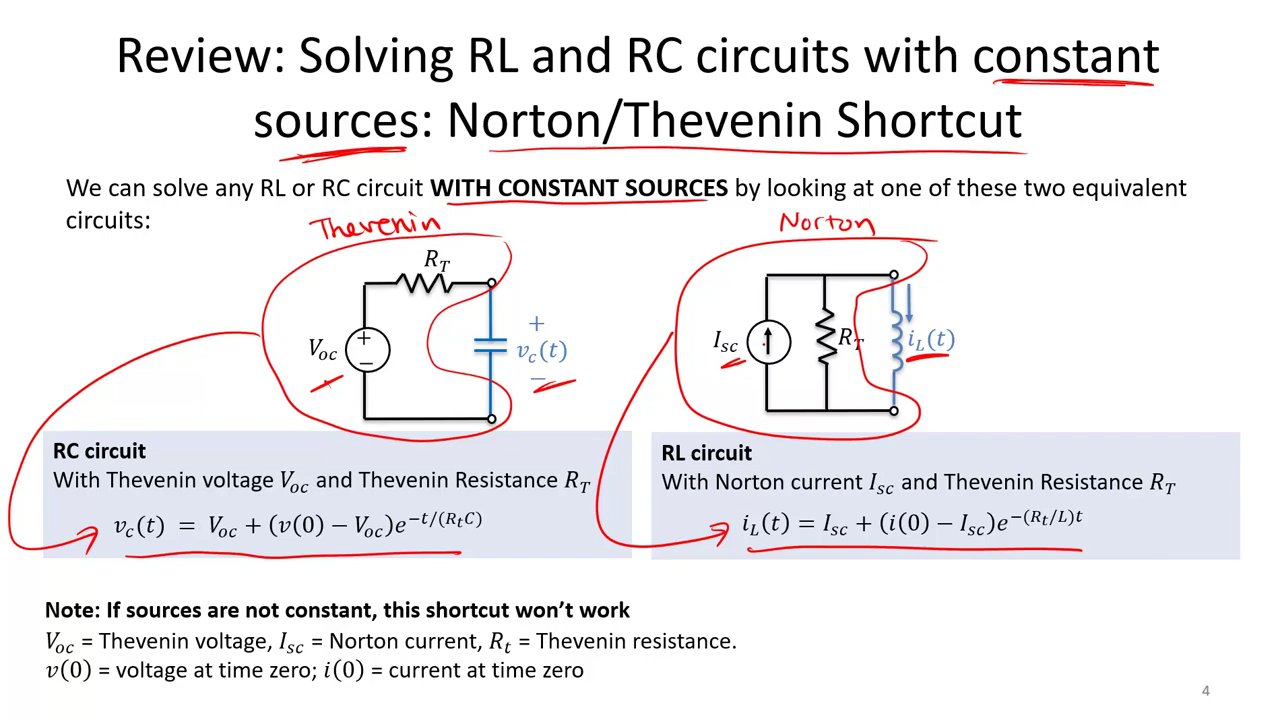 Review: Solving RL and RC circuits with constant
sources: Norton/Thevenin Shortcut
We can solve any RL or RC circuit WITH CONSTANT SOURCES by looking at one of these two equivalent
circuits:
Thevenin
Norton
R_T
V_oc
+
−
+
v_c(t)
−
I_sc
R_T
i_L(t)
RC circuit
With Thevenin voltage V_oc and Thevenin Resistance R_T
v_c(t) = V_oc + (v(0) − V_oc)e^{−t/(R_tC)}
RL circuit
With Norton current I_sc and Thevenin Resistance R_T
i_L(t) = I_sc + (i(0) − I_sc)e^{−(R_t/L)t}
Note: If sources are not constant, this shortcut won’t work
V_oc = Thevenin voltage, I_sc = Norton current, R_t = Thevenin resistance.
v(0) = voltage at time zero; i(0) = current at time zero
4